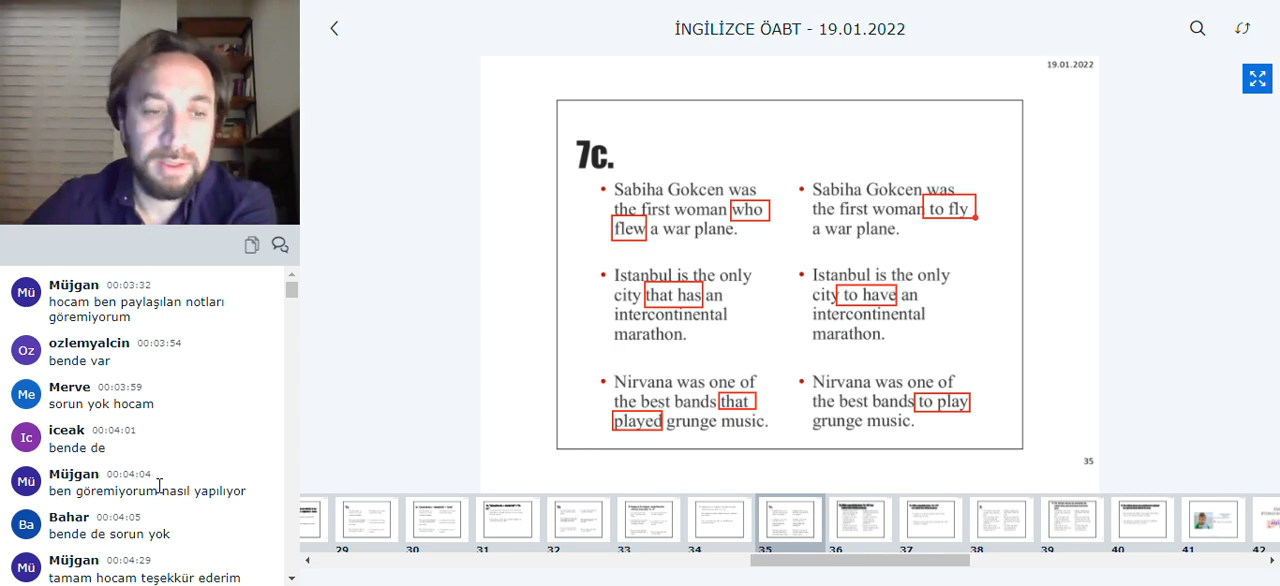 İNGİLİZCE ÖABT - 19.01.2022
19.01.2022
7c.
• Sabiha Gokcen was
the first woman who
flew a war plane.
• Istanbul is the only
city that has an
intercontinental
marathon.
• Nirvana was one of
the best bands that
played grunge music.
• Sabiha Gokcen was
the first woman to fly
a war plane.
• Istanbul is the only
city to have an
intercontinental
marathon.
• Nirvana was one of
the best bands to play
grunge music.
35
Mü
Müjgan 00:03:32
hocam ben paylaşılan notları
göremiyorum
Oz
ozlemyalcin 00:03:54
bende var
Me
Merve 00:03:59
sorun yok hocam
Ic
iceak 00:04:01
bende de
Mü
Müjgan 00:04:04
ben göremiyorum nasıl yapılıyor
Ba
Bahar 00:04:05
bende de sorun yok
Mü
Müjgan 00:04:29
tamam hocam teşekkür ederim
29 30 31 32 33 34 35 36 37 38 39 40 41 42